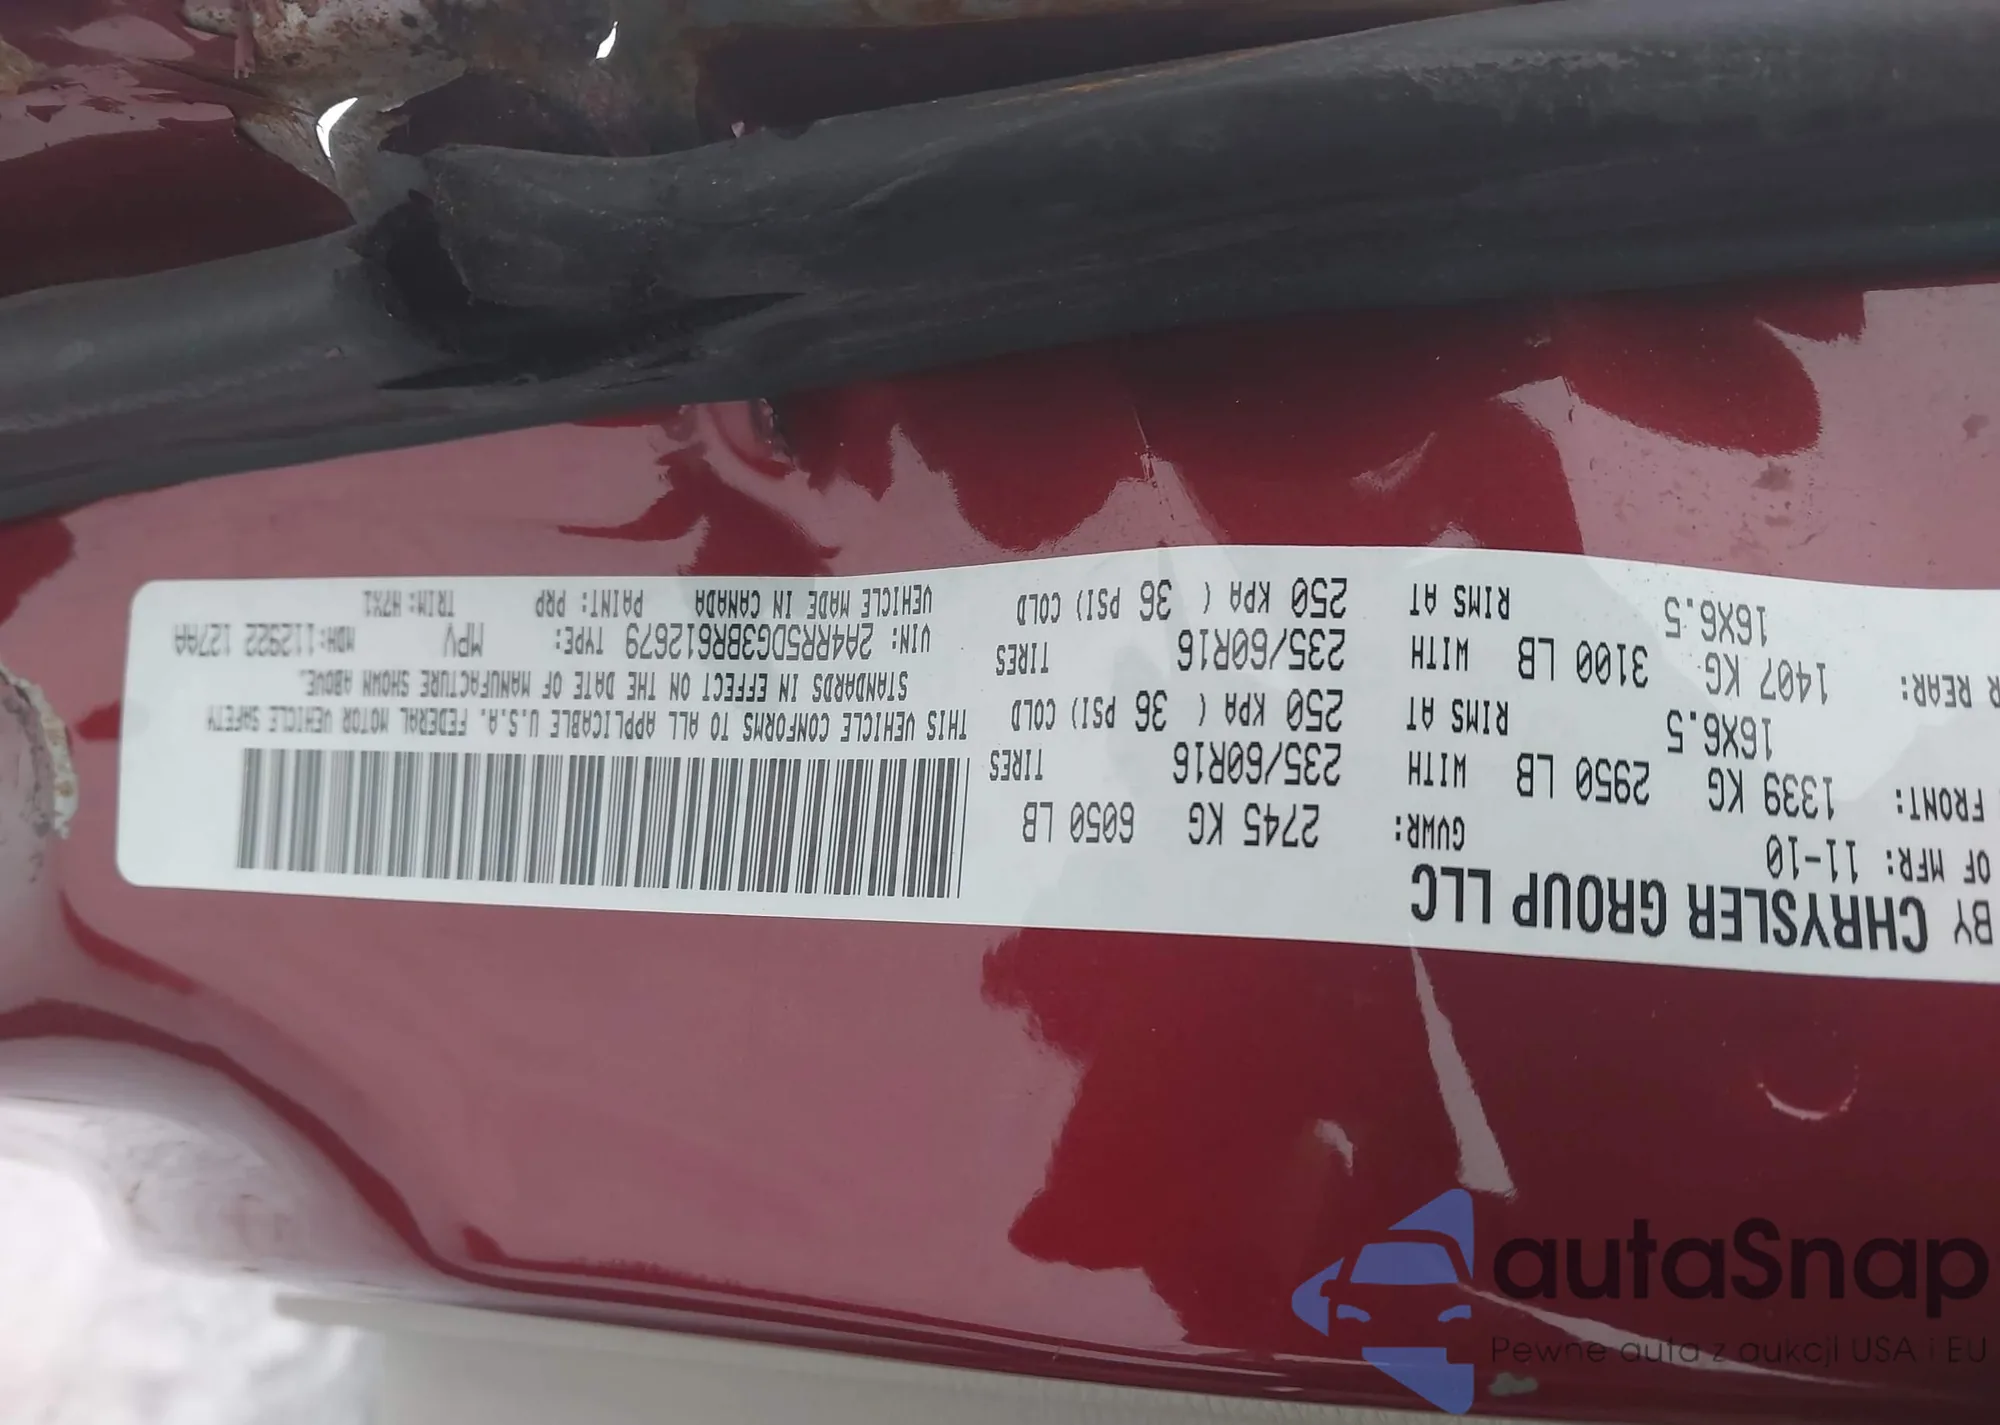 BY CHRYSLER GROUP LLC
OF MFR: 11-10 GVWR: 2745 KG 6050 LB
FRONT: 1339 KG 2950 LB WITH 235/60R16 TIRES
16X6.5 RIMS AT 250 KPA ( 36 PSI) COLD
R REAR: 1407 KG 3100 LB WITH 235/60R16 TIRES
16X6.5 RIMS AT 250 KPA ( 36 PSI) COLD
THIS VEHICLE CONFORMS TO ALL APPLICABLE U.S.A. FEDERAL MOTOR VEHICLE SAFETY
STANDARDS IN EFFECT ON THE DATE OF MANUFACTURE SHOWN ABOVE.
VIN: 2A4RR5DG3BR612679 TYPE: MPV MDH:112922 127AA
VEHICLE MADE IN CANADA PAINT: PRP TRIM: H7X1
autaSnap
Pewne auta z aukcji USA i EU